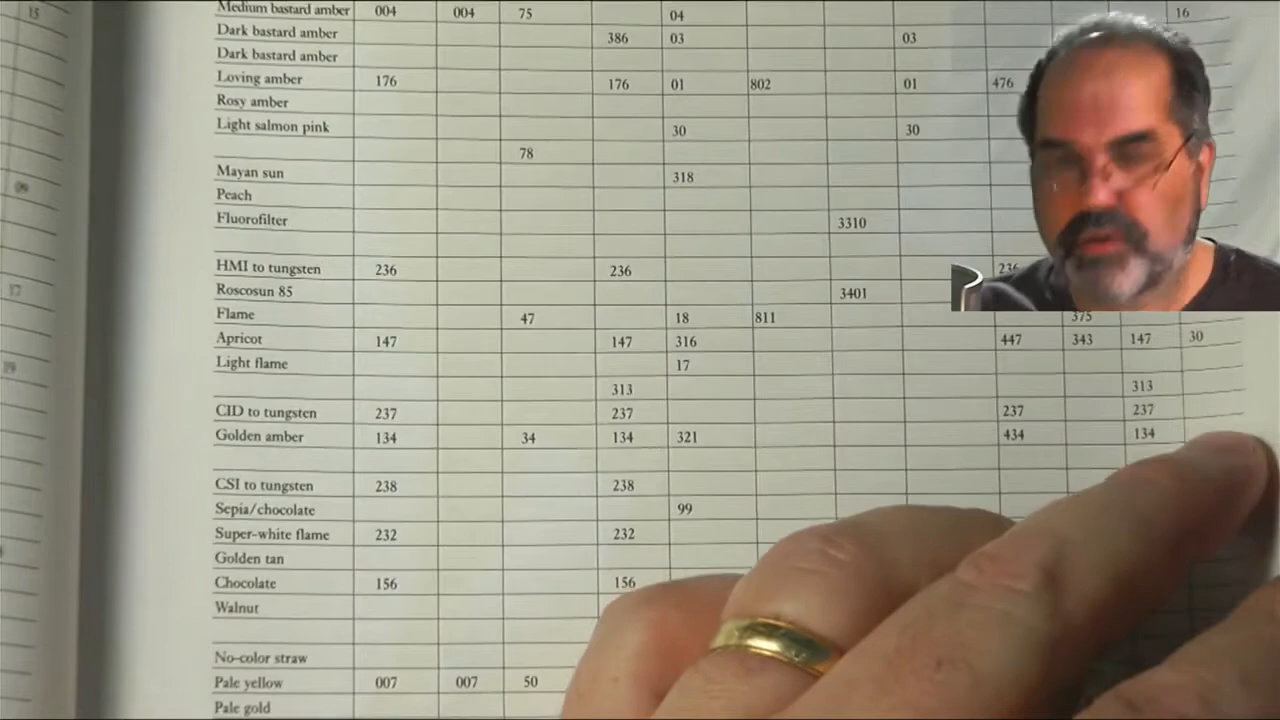 15
Medium bastard amber 004 004 75 04 16
Dark bastard amber 386 03 03
Dark bastard amber
Loving amber 176 176 01 802 01 476
Rosy amber
Light salmon pink 30 30
78
Mayan sun 318
Peach
Fluorofilter 3310
HMI to tungsten 236 236 236
Roscosun 85 3401
Flame 47 18 811 375
Apricot 147 147 316 447 343 147 30
Light flame 17
313 313
CID to tungsten 237 237 237 237
Golden amber 134 34 134 321 434 134
CSI to tungsten 238 238
Sepia/chocolate 99
Super-white flame 232 232
Golden tan
Chocolate 156 156
Walnut
No-color straw
Pale yellow 007 007 50
Pale gold